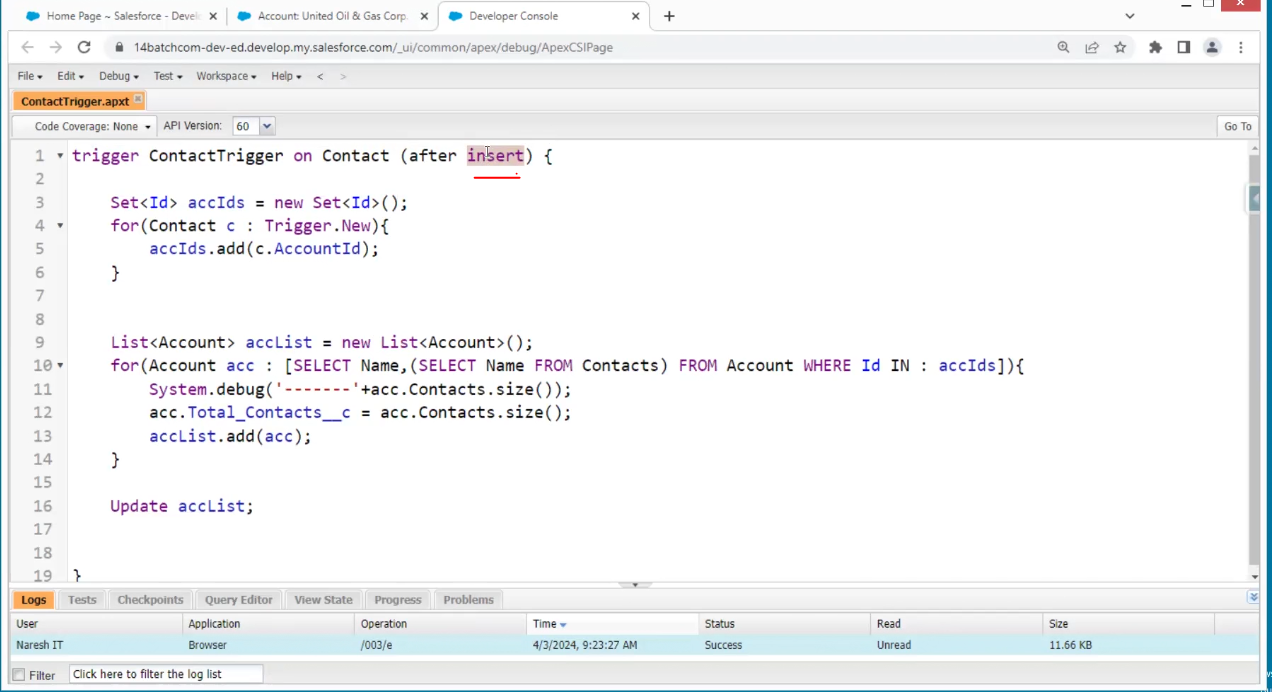 Home Page ~ Salesforce - Devel
Account: United Oil & Gas Corp.
Developer Console
14batchcom-dev-ed.develop.my.salesforce.com/_ui/common/apex/debug/ApexCSIPage
File Edit Debug Test Workspace Help < >
ContactTrigger.apxt
Code Coverage: None API Version: 60 Go To
1 trigger ContactTrigger on Contact (after insert) {
2
3 Set<Id> accIds = new Set<Id>();
4 for(Contact c : Trigger.New){
5 accIds.add(c.AccountId);
6 }
7
8
9 List<Account> accList = new List<Account>();
10 for(Account acc : [SELECT Name,(SELECT Name FROM Contacts) FROM Account WHERE Id IN : accIds]){
11 System.debug('-------'+acc.Contacts.size());
12 acc.Total_Contacts__c = acc.Contacts.size();
13 accList.add(acc);
14 }
15
16 Update accList;
17
18
19 }
Logs Tests Checkpoints Query Editor View State Progress Problems
User Application Operation Time Status Read Size
Naresh IT Browser /003/e 4/3/2024, 9:23:27 AM Success Unread 11.66 KB
Filter Click here to filter the log list